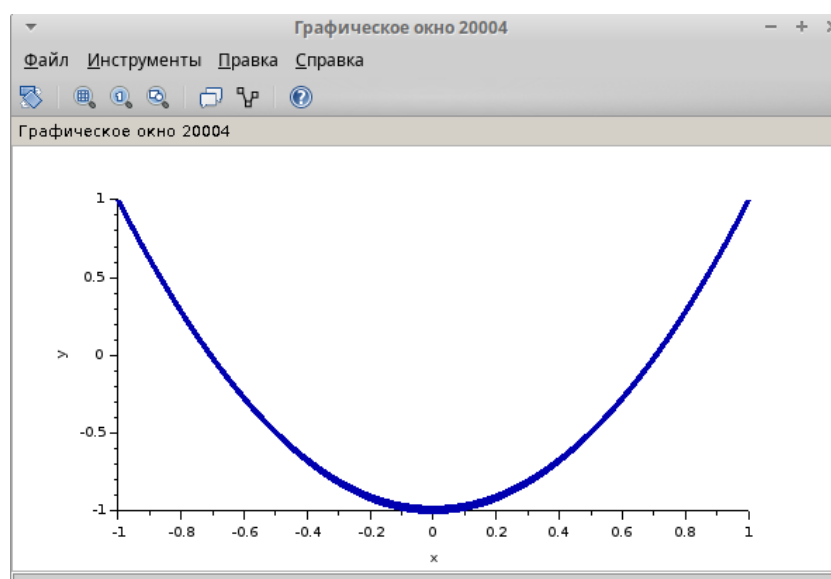 Графическое окно 20004
Файл Инструменты Правка Справка
Графическое окно 20004
1
0.5
0
-0.5
-1
y
-1 -0.8 -0.6 -0.4 -0.2 0 0.2 0.4 0.6 0.8 1
x